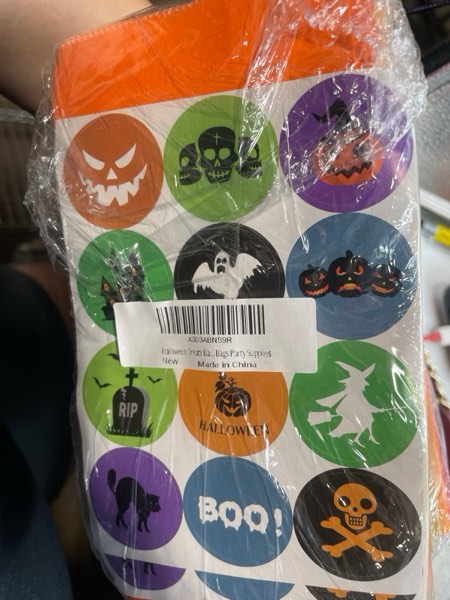 X003ABNS9R
Halloween Treats Ba... Bags Party Supplies
New
Made in China
RIP
HALLOWEEN
BOO!